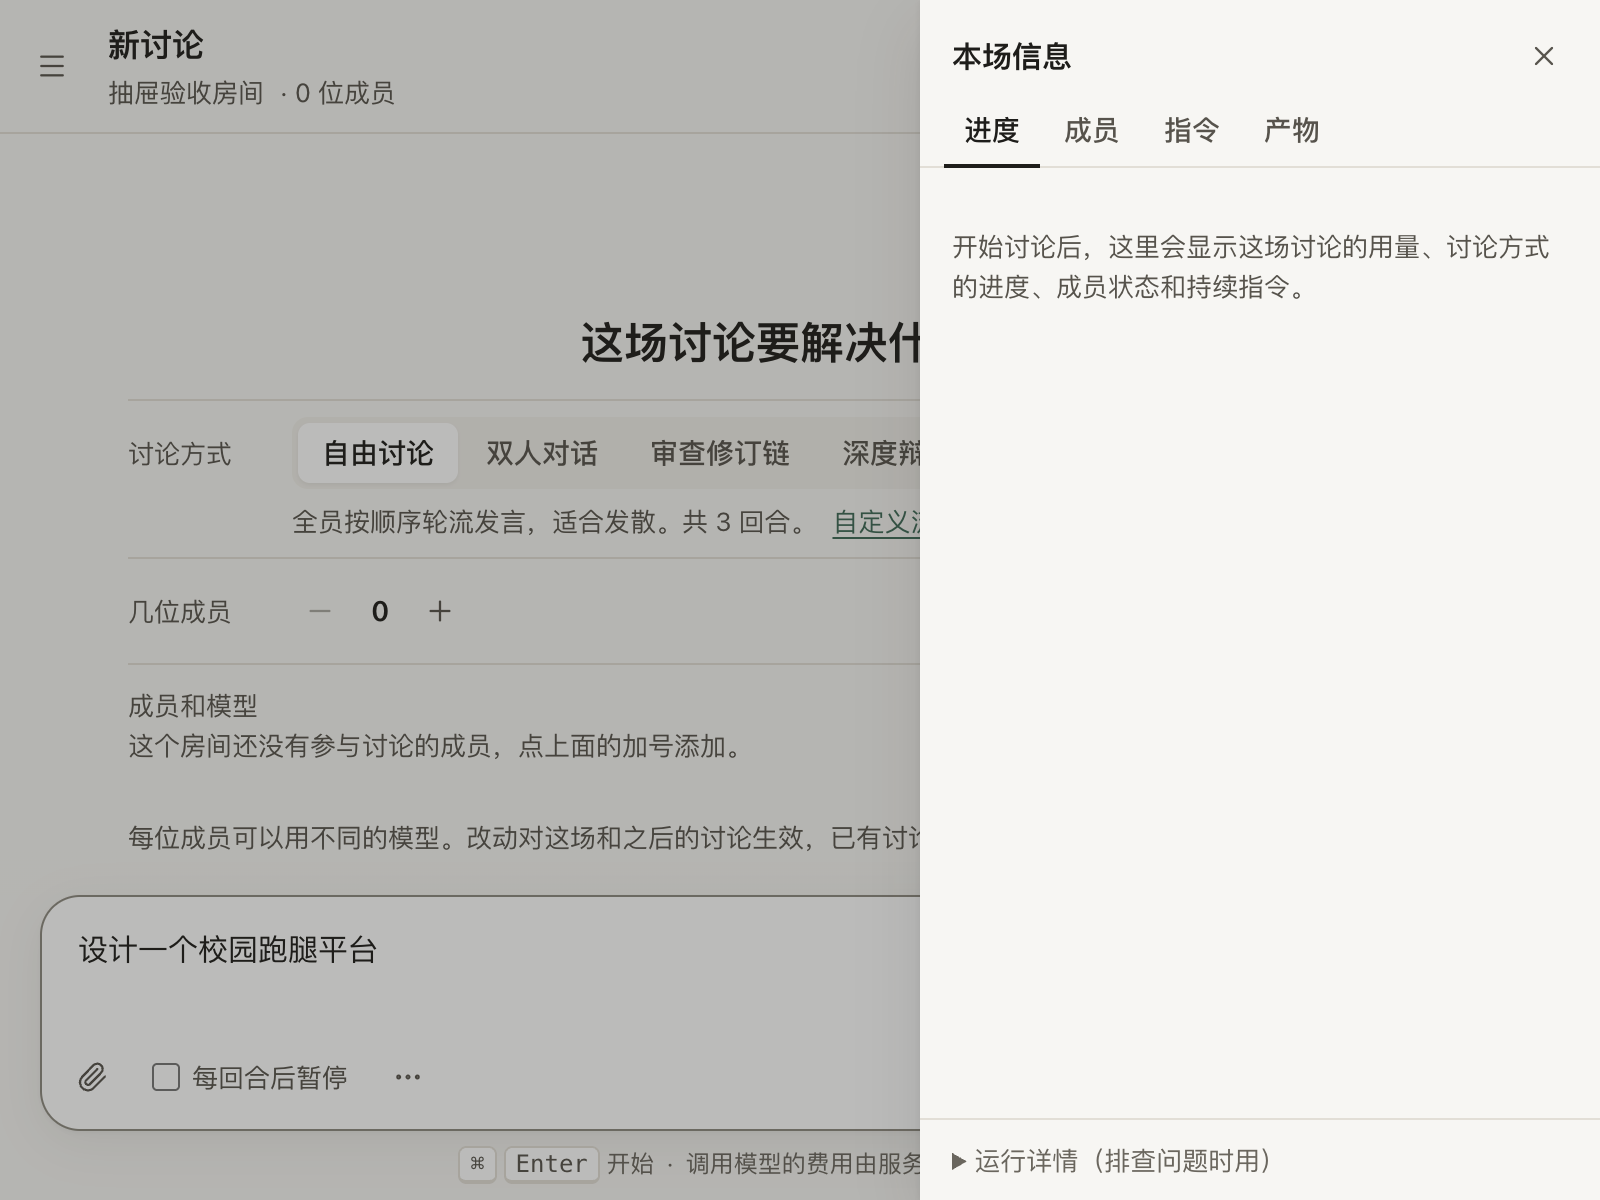 新讨论
抽屉验收房间 · 0 位成员
这场讨论要解决什
讨论方式
自由讨论 双人对话 审查修订链 深度辩
全员按顺序轮流发言，适合发散。共 3 回合。 自定义流
几位成员
0
成员和模型
这个房间还没有参与讨论的成员，点上面的加号添加。
每位成员可以用不同的模型。改动对这场和之后的讨论生效，已有讨论
设计一个校园跑腿平台
每回合后暂停
⌘ Enter 开始 · 调用模型的费用由服务
本场信息
进度 成员 指令 产物
开始讨论后，这里会显示这场讨论的用量、讨论方式
的进度、成员状态和持续指令。
运行详情（排查问题时用）